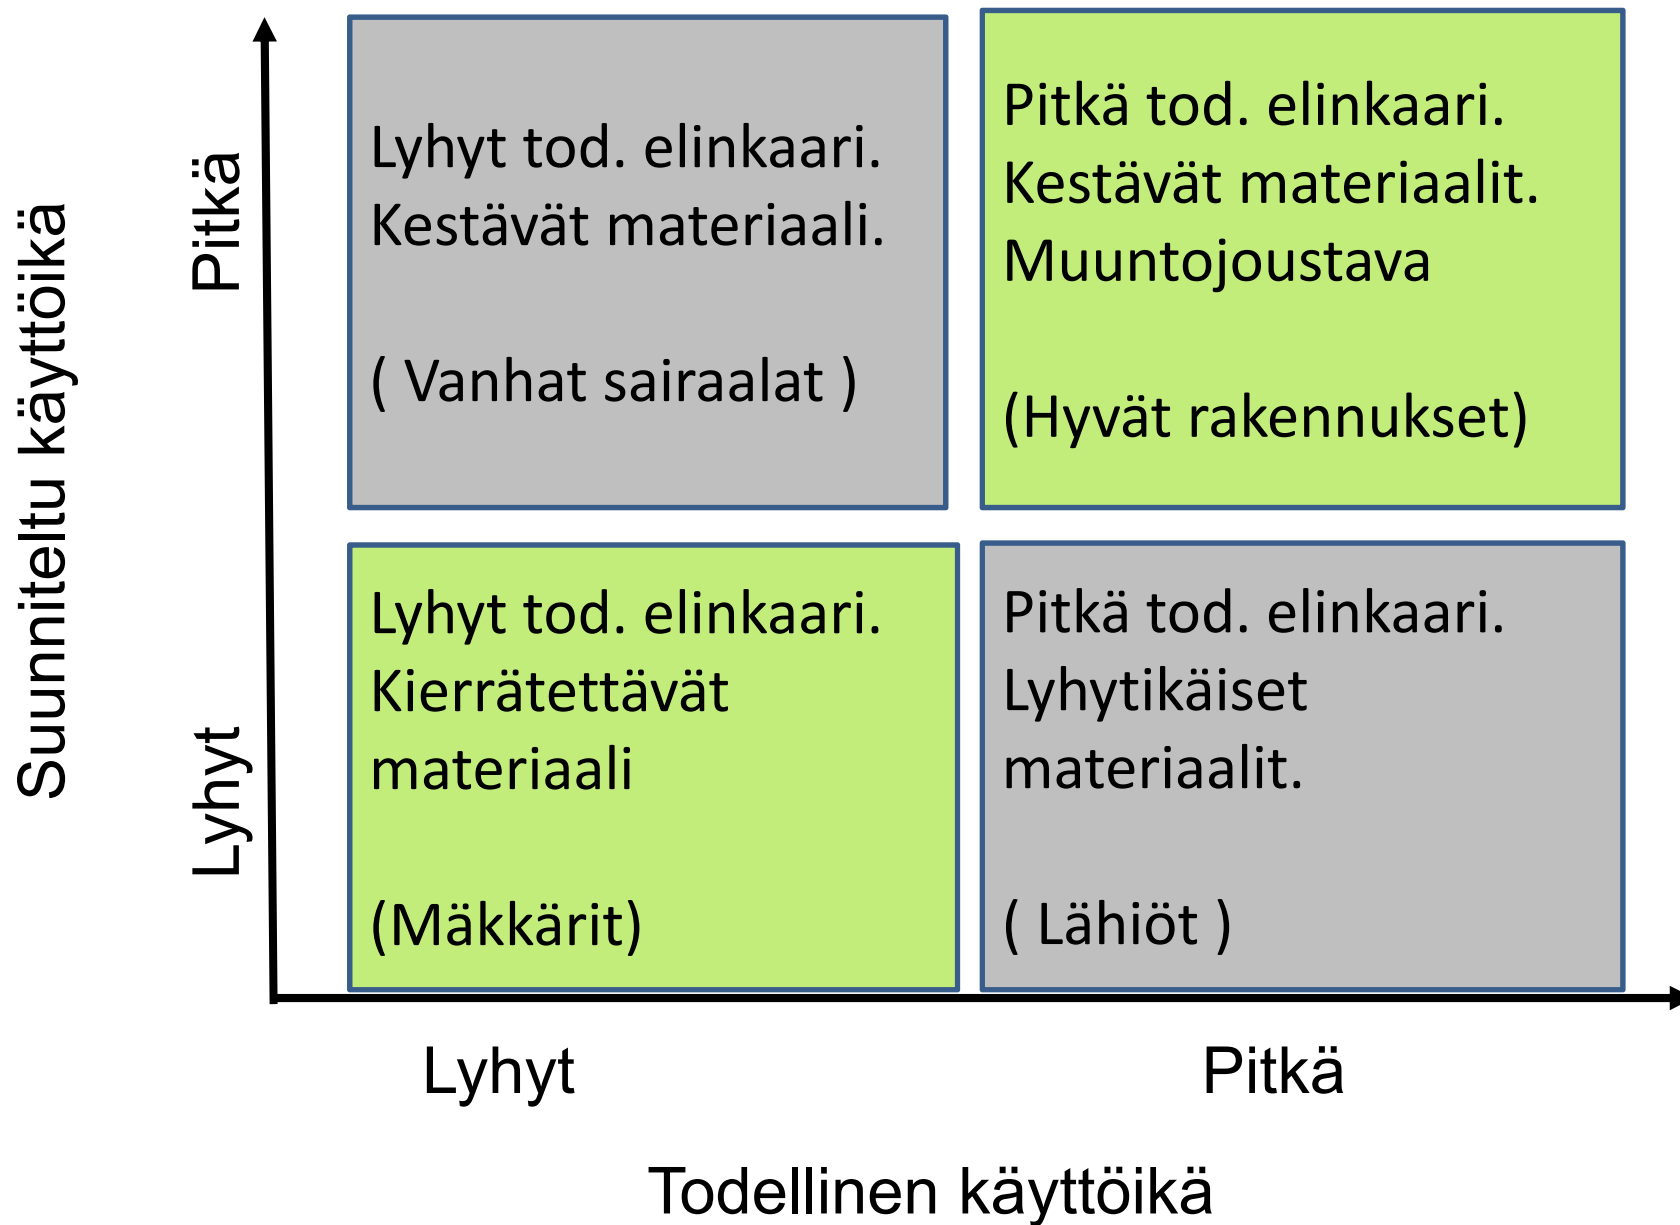 Suunniteltu käyttöikä
Pitkä
Lyhyt
Lyhyt tod. elinkaari.
Kestävät materiaali.
( Vanhat sairaalat )
Pitkä tod. elinkaari.
Kestävät materiaalit.
Muuntojoustava
(Hyvät rakennukset)
Lyhyt tod. elinkaari.
Kierrätettävät
materiaali
(Mäkkärit)
Pitkä tod. elinkaari.
Lyhytikäiset
materiaalit.
( Lähiöt )
Lyhyt
Pitkä
Todellinen käyttöikä